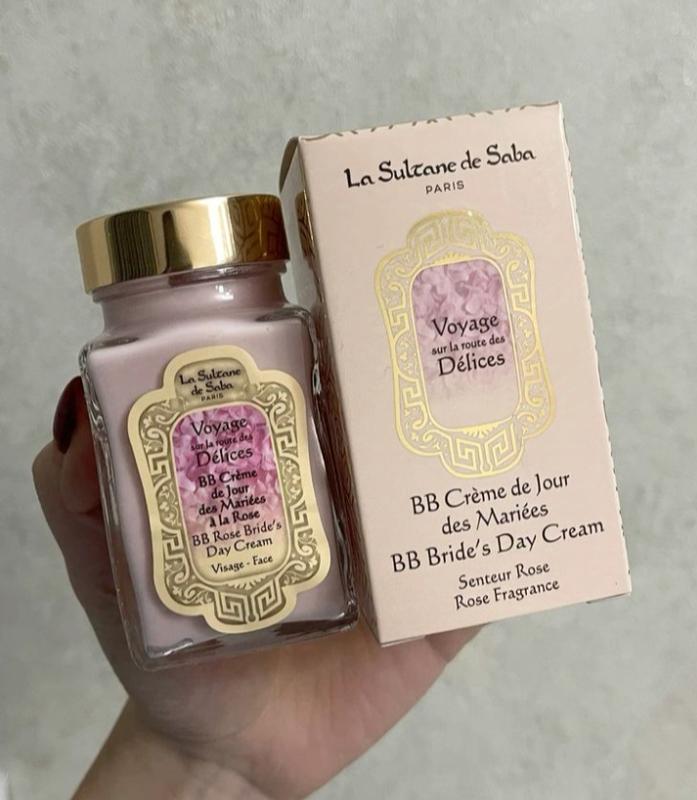 La Sultane de Saba
PARIS
Voyage
sur la route des
Délices
BB Crème de Jour
des Mariées
BB Bride's Day Cream
Senteur Rose
Rose Fragrance
La Sultane
de Saba
PARIS
Voyage
sur la route des
Délices
BB Crème
de Jour
des Mariées
à la Rose
BB Rose Bride's
Day Cream
Visage - Face